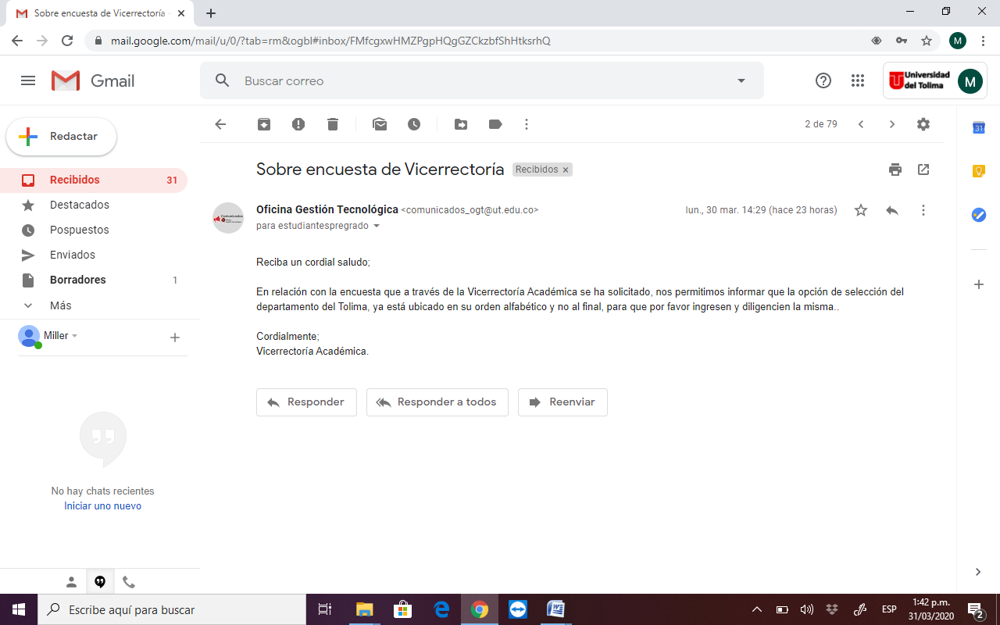 Sobre encuesta de Vicerrectoría
mail.google.com/mail/u/0/?tab=rm&ogbl#inbox/FMfcgxwHMZPgpHQgGZCkzbfShHtksrhQ
M
Gmail
Buscar correo
Universidad del Tolima
M
Redactar
2 de 79
31
Recibidos 31
Destacados
Pospuestos
Enviados
Borradores 1
Más
Miller
No hay chats recientes
Iniciar uno nuevo
Sobre encuesta de Vicerrectoría Recibidos x
Comunicados
Oficina Gestión Tecnológica <comunicados_ogt@ut.edu.co> lun., 30 mar. 14:29 (hace 23 horas)
para estudiantespregrado
Reciba un cordial saludo;
En relación con la encuesta que a través de la Vicerrectoría Académica se ha solicitado, nos permitimos informar que la opción de selección del
departamento del Tolima, ya está ubicado en su orden alfabético y no al final, para que por favor ingresen y diligencien la misma..
Cordialmente;
Vicerrectoría Académica.
Responder Responder a todos Reenviar
Escribe aquí para buscar
ESP
1:42 p.m.
31/03/2020
2